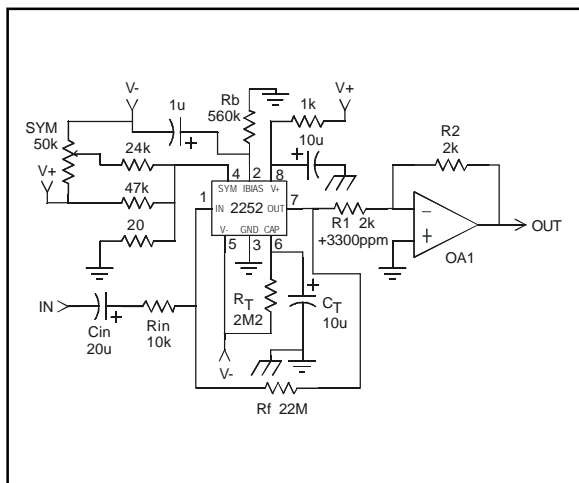 V-
1u
Rb
560k
V+
1k
10u
SYM
50k
V+
24k
47k
20
4 2 8
SYM IBIAS V+
1 IN 2252 OUT 7
V- GND CAP
5 3 6
R2
2k
R1 2k
+3300ppm
−
+
OA1
OUT
IN
Cin
20u
+
Rin
10k
RT
2M2
CT
10u
+
V-
Rf 22M